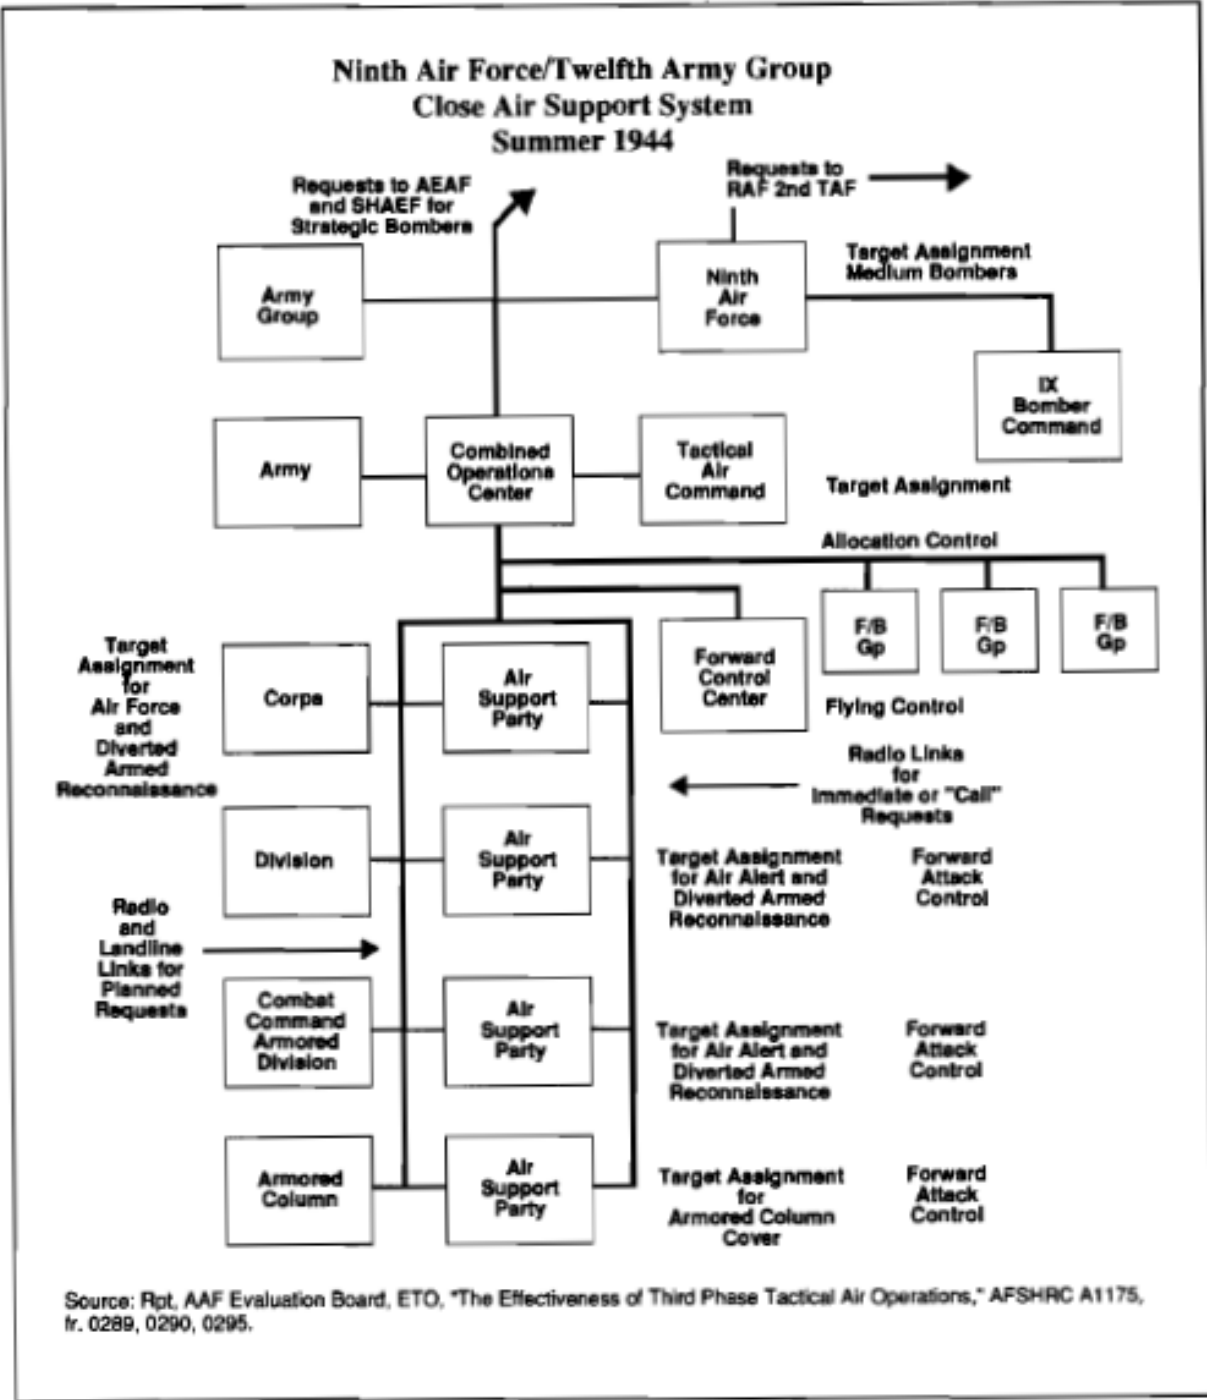 Ninth Air Force/Twelfth Army Group
Close Air Support System
Summer 1944
Requests to AEAF
and SHAEF for
Strategic Bombers
Requests to
RAF 2nd TAF
Army
Group
Ninth
Air
Force
Target Assignment
Medium Bombers
IX
Bomber
Command
Army
Combined
Operations
Center
Tactical
Air
Command
Target Assignment
Allocation Control
F/B
Gp
F/B
Gp
F/B
Gp
Target
Assignment
for
Air Force
and
Diverted
Armed
Reconnaissance
Corps
Air
Support
Party
Forward
Control
Center
Flying Control
Radio Links
for
Immediate or "Call"
Requests
Division
Air
Support
Party
Target Assignment
for Air Alert and
Diverted Armed
Reconnaissance
Forward
Attack
Control
Radio
and
Landline
Links for
Planned
Requests
Combat
Command
Armored
Division
Air
Support
Party
Target Assignment
for Air Alert and
Diverted Armed
Reconnaissance
Forward
Attack
Control
Armored
Column
Air
Support
Party
Target Assignment
for
Armored Column
Cover
Forward
Attack
Control
Source: Rpt, AAF Evaluation Board, ETO, "The Effectiveness of Third Phase Tactical Air Operations," AFSHRC A1175,
fr. 0289, 0290, 0295.